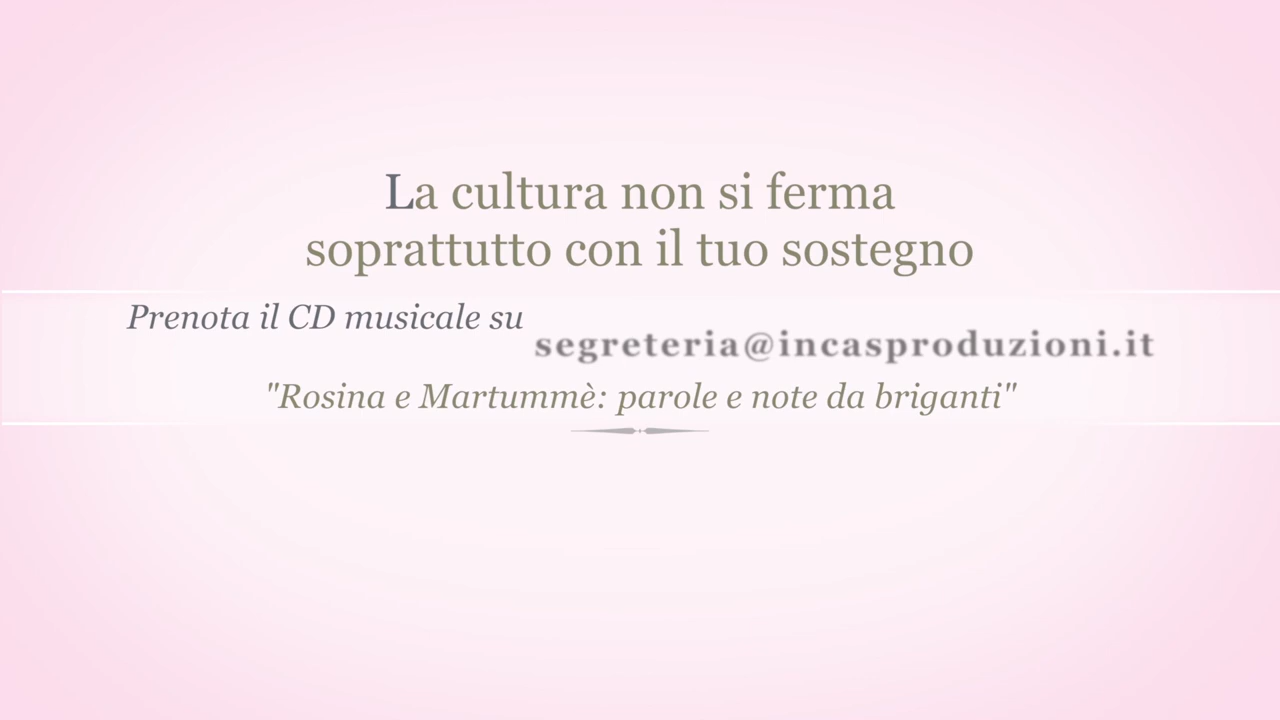 La cultura non si ferma
soprattutto con il tuo sostegno
Prenota il CD musicale su
segreteria@incasproduzioni.it
"Rosina e Martummè: parole e note da briganti"